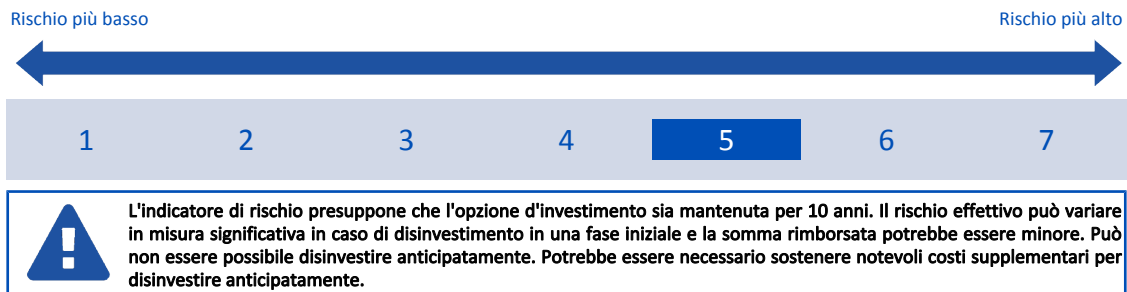 Rischio più basso Rischio più alto
1 2 3 4 5 6 7
L'indicatore di rischio presuppone che l'opzione d'investimento sia mantenuta per 10 anni. Il rischio effettivo può variare
in misura significativa in caso di disinvestimento in una fase iniziale e la somma rimborsata potrebbe essere minore. Può
non essere possibile disinvestire anticipatamente. Potrebbe essere necessario sostenere notevoli costi supplementari per
disinvestire anticipatamente.